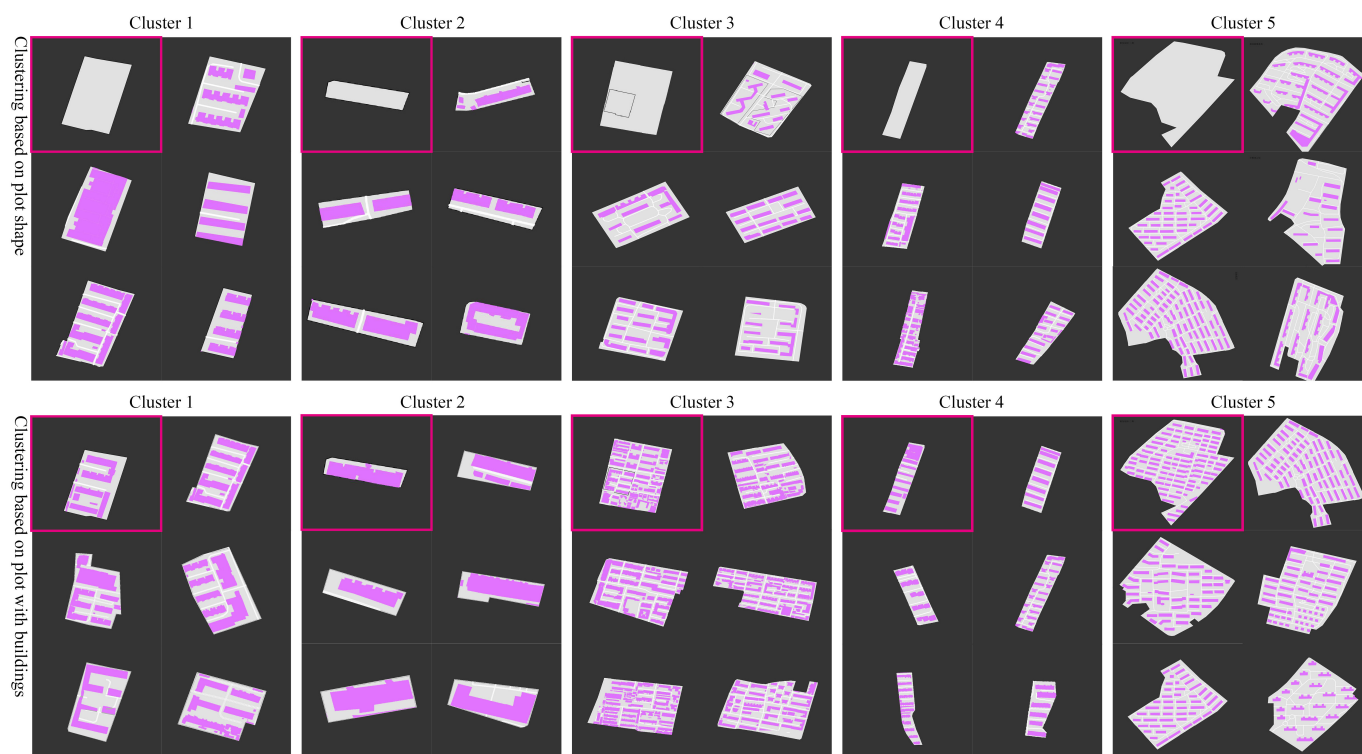 Cluster 1
Cluster 2
Cluster 3
Cluster 4
Cluster 5
Clustering based on plot shape
Cluster 1
Cluster 2
Cluster 3
Cluster 4
Cluster 5
Clustering based on plot with buildings